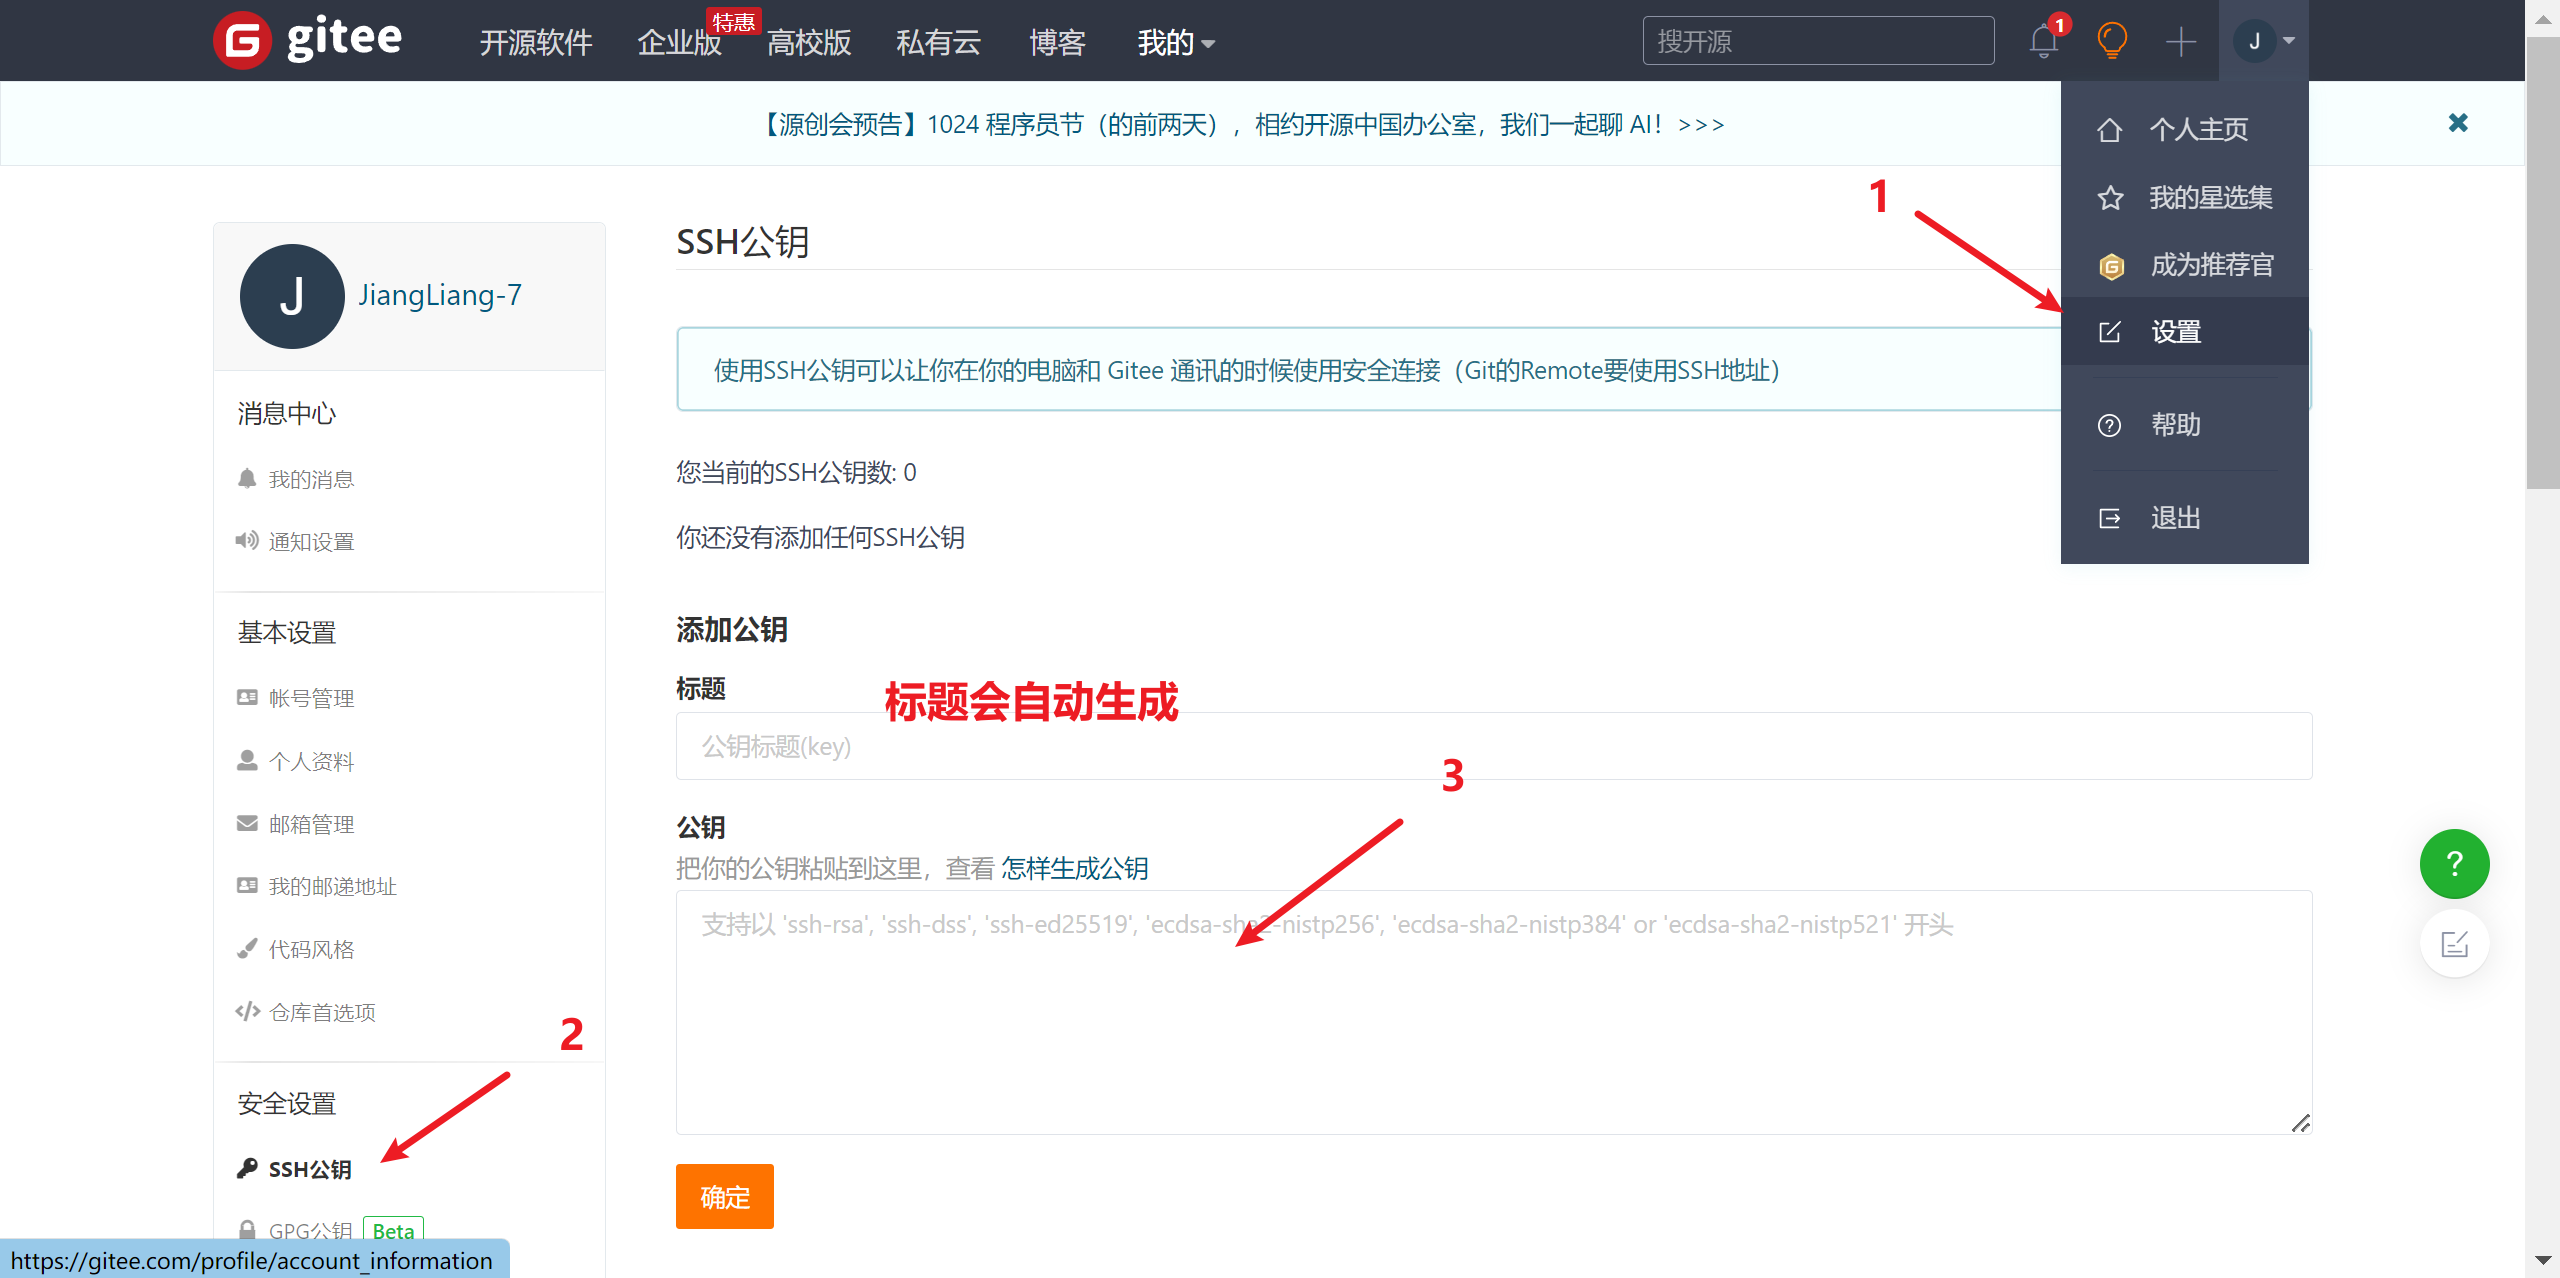 gitee
开源软件
企业版
特惠
高校版
私有云
博客
我的
搜开源
1
J
【源创会预告】1024 程序员节（的前两天），相约开源中国办公室，我们一起聊 AI！>>>
个人主页
我的星选集
成为推荐官
设置
帮助
退出
1
J
JiangLiang-7
消息中心
我的消息
通知设置
基本设置
帐号管理
个人资料
邮箱管理
我的邮递地址
代码风格
仓库首选项
2
安全设置
SSH公钥
GPG公钥 Beta
https://gitee.com/profile/account_information
SSH公钥
使用SSH公钥可以让你在你的电脑和 Gitee 通讯的时候使用安全连接（Git的Remote要使用SSH地址）
您当前的SSH公钥数: 0
你还没有添加任何SSH公钥
添加公钥
标题
标题会自动生成
公钥标题(key)
3
公钥
把你的公钥粘贴到这里，查看 怎样生成公钥
支持以 'ssh-rsa', 'ssh-dss', 'ssh-ed25519', 'ecdsa-sha2-nistp256', 'ecdsa-sha2-nistp384' or 'ecdsa-sha2-nistp521' 开头
确定
?